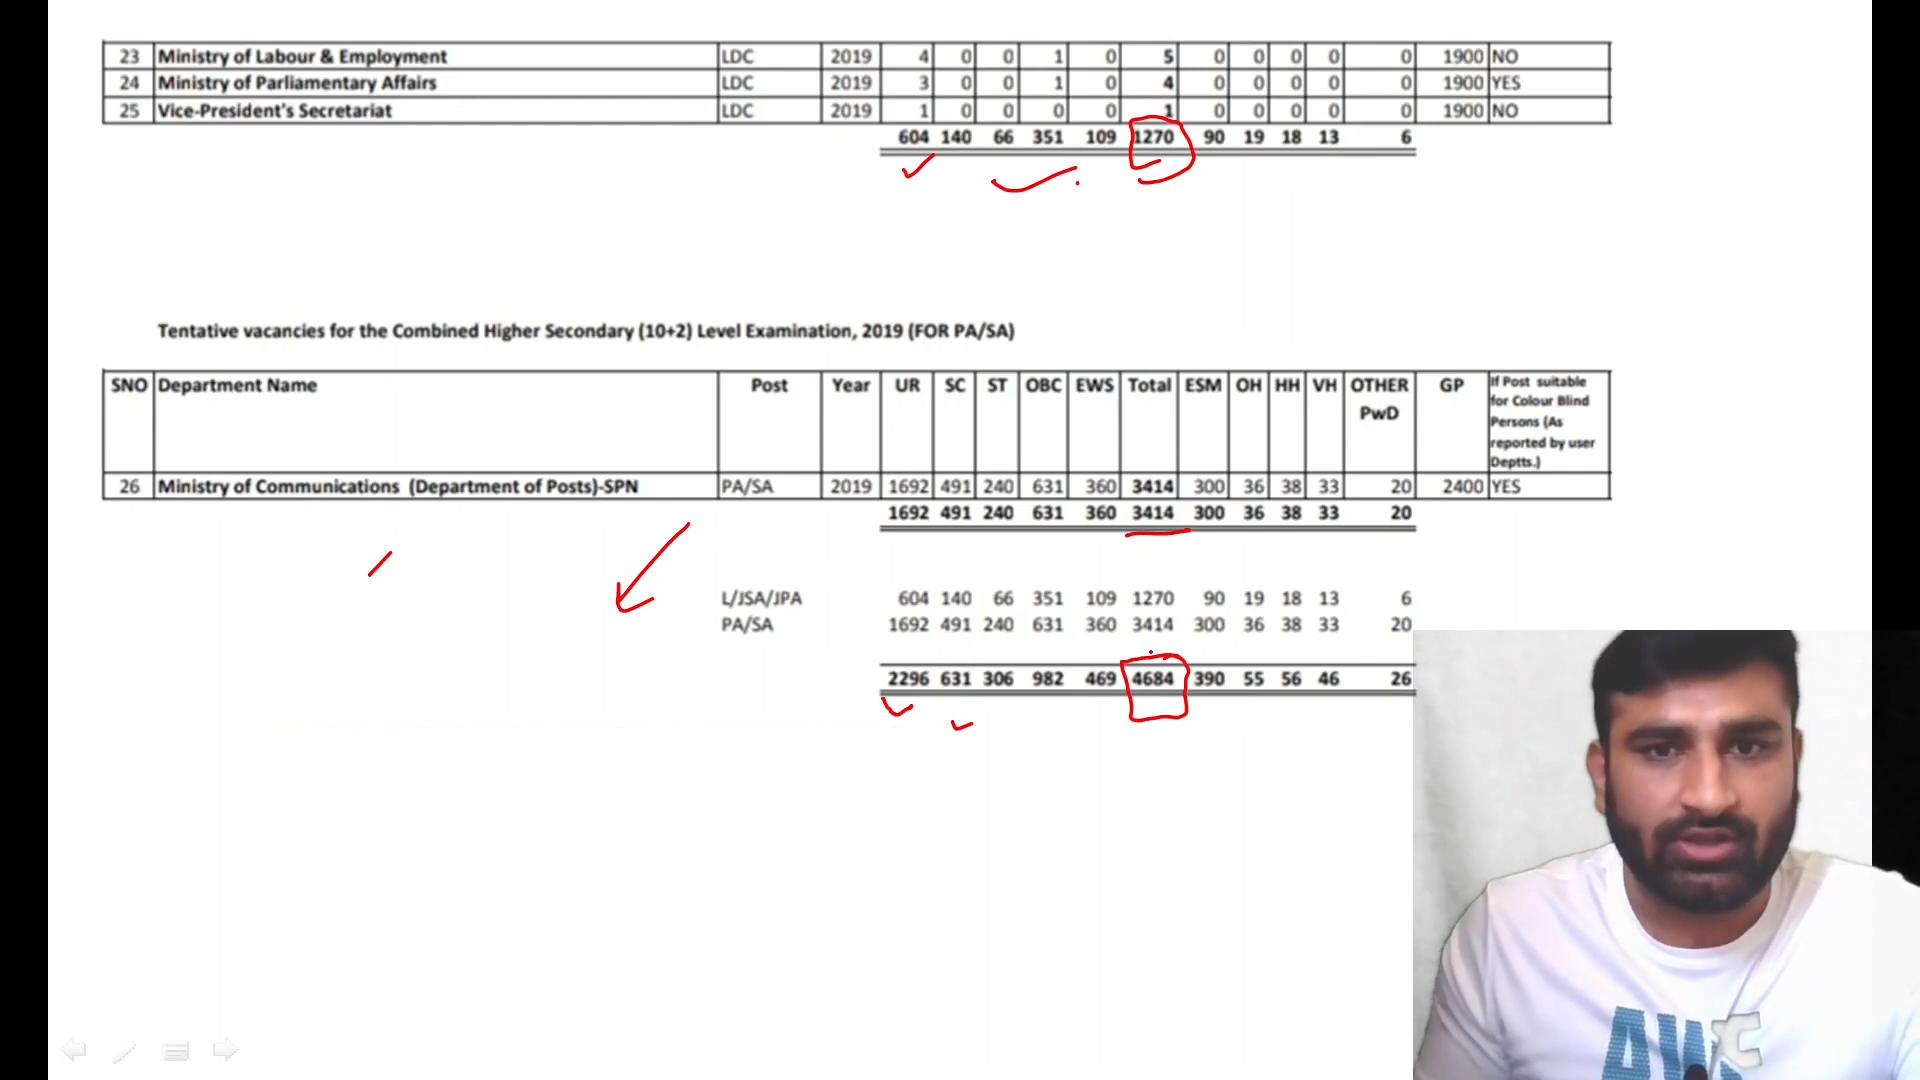 23 Ministry of Labour & Employment LDC 2019 4 0 0 1 0 5 0 0 0 0 0 1900 NO
24 Ministry of Parliamentary Affairs LDC 2019 3 0 0 1 0 4 0 0 0 0 0 1900 YES
25 Vice-President's Secretariat LDC 2019 1 0 0 0 0 1 0 0 0 0 0 1900 NO
604 140 66 351 109 1270 90 19 18 13 6
Tentative vacancies for the Combined Higher Secondary (10+2) Level Examination, 2019 (FOR PA/SA)
SNO Department Name Post Year UR SC ST OBC EWS Total ESM OH HH VH OTHER PwD GP If Post suitable for Colour Blind Persons (As reported by user Deptts.)
26 Ministry of Communications (Department of Posts)-SPN PA/SA 2019 1692 491 240 631 360 3414 300 36 38 33 20 2400 YES
1692 491 240 631 360 3414 300 36 38 33 20
L/JSA/JPA 604 140 66 351 109 1270 90 19 18 13 6
PA/SA 1692 491 240 631 360 3414 300 36 38 33 20
2296 631 306 982 469 4684 390 55 56 46 26